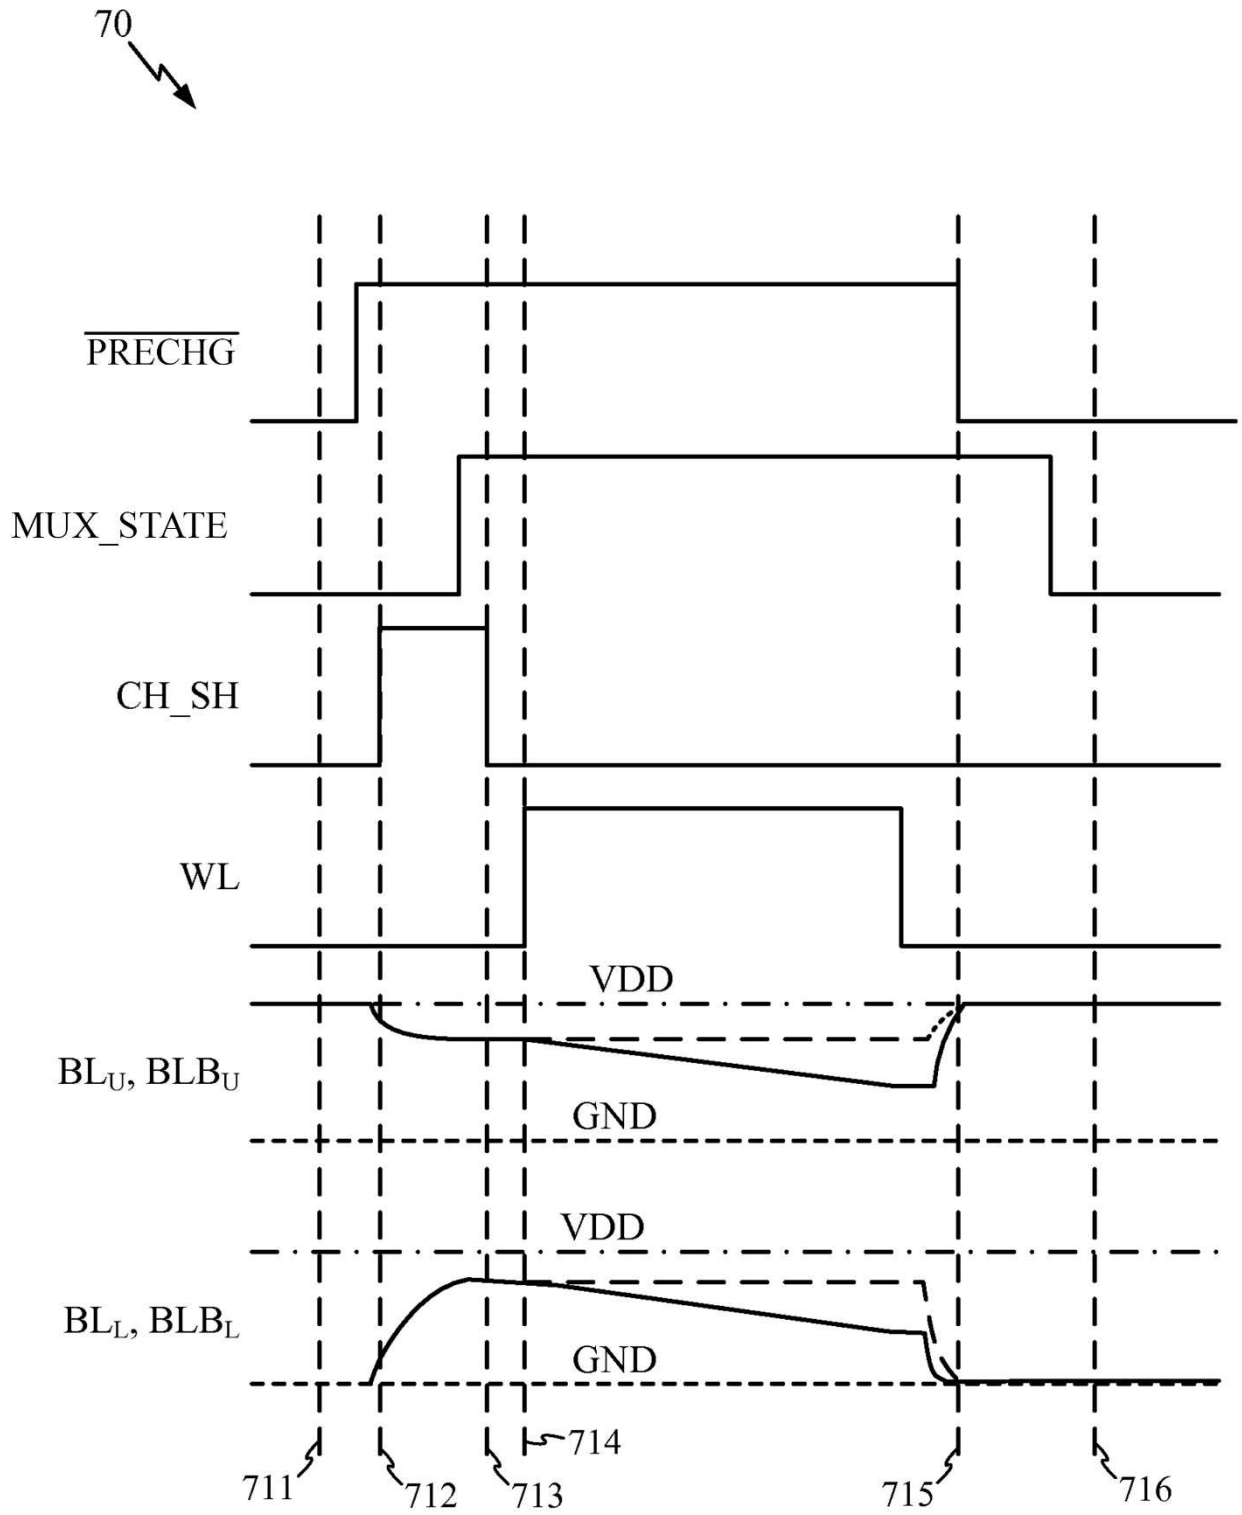 70
PRECHG
MUX_STATE
CH_SH
WL
VDD
BLU, BLBU
GND
VDD
BLL, BLBL
GND
711
712
713
714
715
716